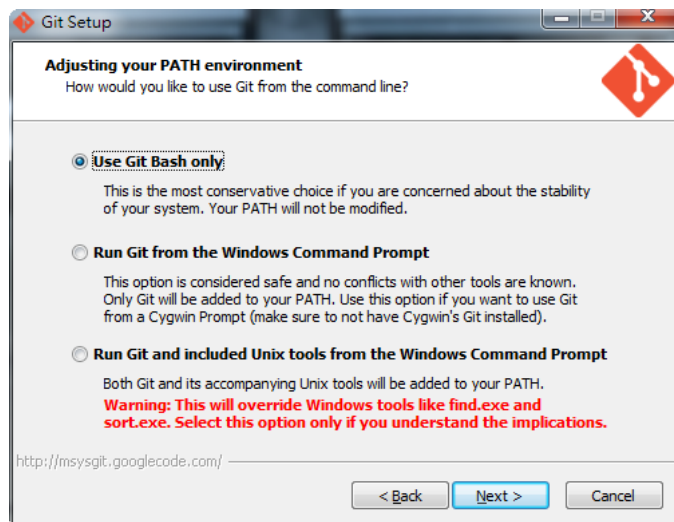 Git Setup
Adjusting your PATH environment
How would you like to use Git from the command line?
Use Git Bash only
This is the most conservative choice if you are concerned about the stability
of your system. Your PATH will not be modified.
Run Git from the Windows Command Prompt
This option is considered safe and no conflicts with other tools are known.
Only Git will be added to your PATH. Use this option if you want to use Git
from a Cygwin Prompt (make sure to not have Cygwin's Git installed).
Run Git and included Unix tools from the Windows Command Prompt
Both Git and its accompanying Unix tools will be added to your PATH.
Warning: This will override Windows tools like find.exe and
sort.exe. Select this option only if you understand the implications.
http://msysgit.googlecode.com/
< Back Next > Cancel